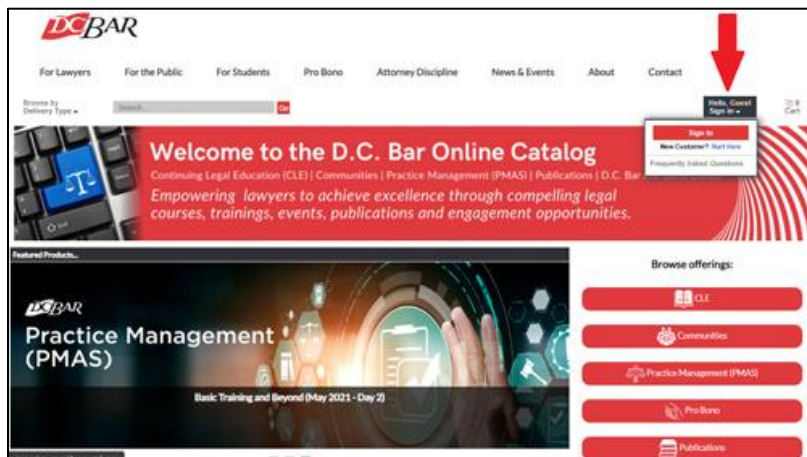 DCBAR
For Lawyers For the Public For Students Pro Bono Attorney Discipline News & Events About Contact
Browse by
Delivery Type
Search...
Go
Hello, Guest
Sign in
0
Cart
Sign In
New Customer? Start Here
Frequently Asked Questions
Welcome to the D.C. Bar Online Catalog
Continuing Legal Education (CLE) | Communities | Practice Management (PMAS) | Publications | D.C. Bar
Empowering lawyers to achieve excellence through compelling legal
courses, trainings, events, publications and engagement opportunities.
Featured Products...
Browse offerings:
DCBAR
Practice Management
(PMAS)
Basic Training and Beyond (May 2021 - Day 2)
CLE
Communities
Practice Management (PMAS)
Pro Bono
Publications